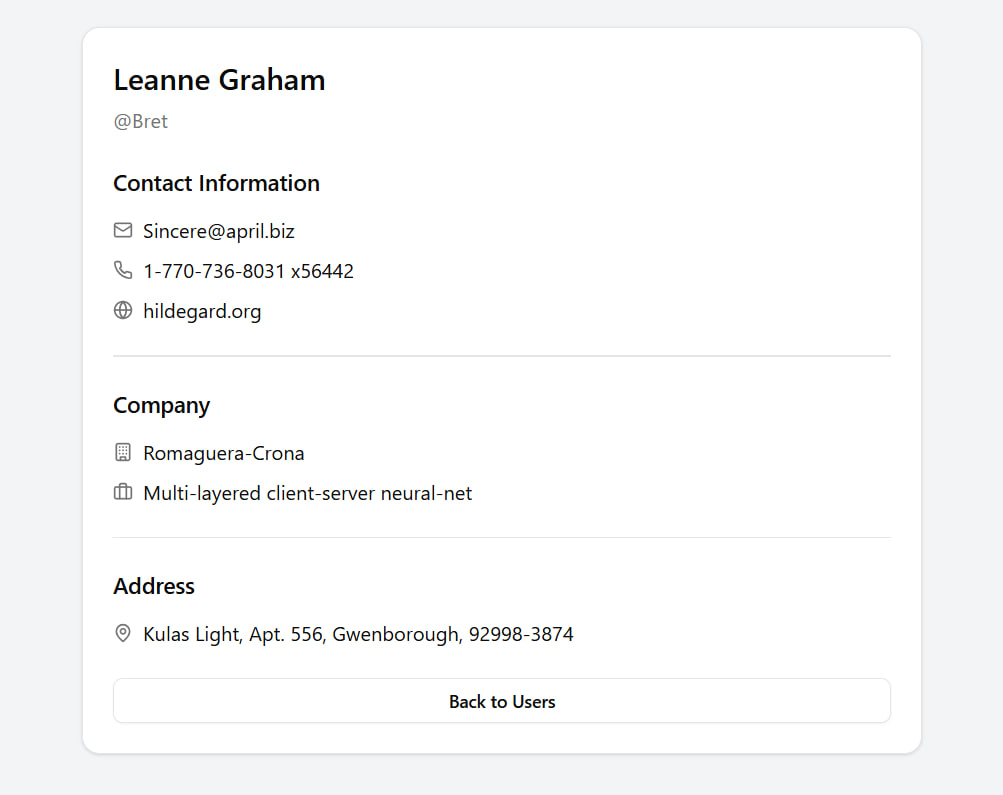 Leanne Graham
@Bret
Contact Information
Sincere@april.biz
1-770-736-8031 x56442
hildegard.org
Company
Romaguera-Crona
Multi-layered client-server neural-net
Address
Kulas Light, Apt. 556, Gwenborough, 92998-3874
Back to Users